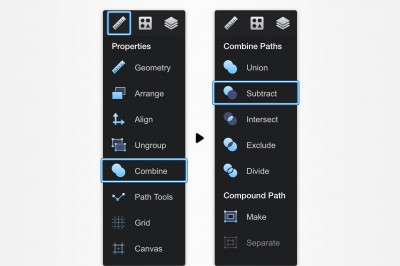 Properties
Geometry
Arrange
Align
Ungroup
Combine
Path Tools
Grid
Canvas
Combine Paths
Union
Subtract
Intersect
Exclude
Divide
Compound Path
Make
Separate